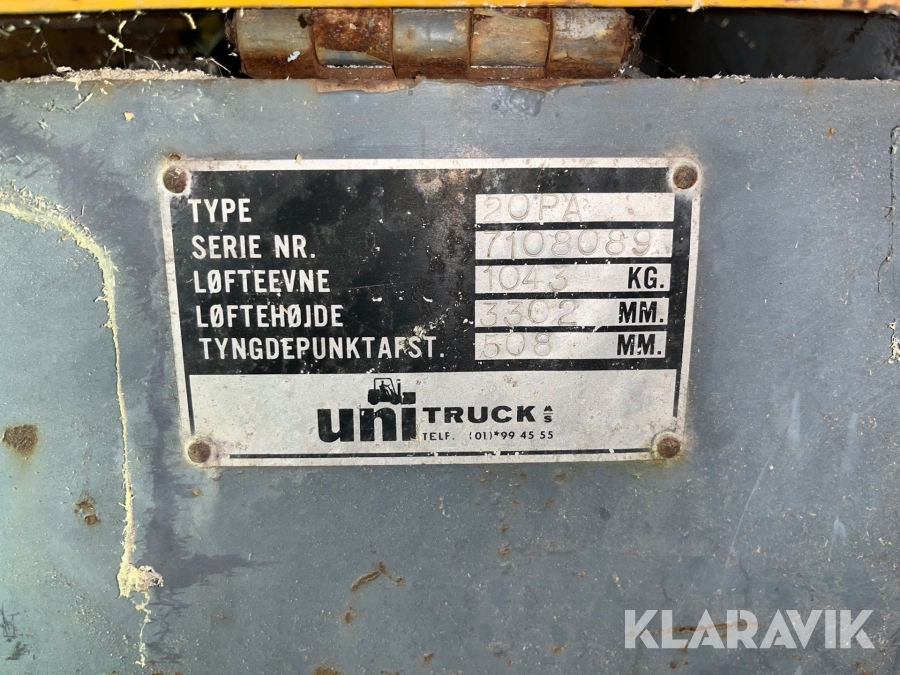 TYPE 20PA
SERIE NR. 7108089
LØFTEEVNE 1043 KG.
LØFTEHØJDE 3302 MM.
TYNGDEPUNKTAFST. 508 MM.
uni TRUCK A/S
TELF. (01)*99 45 55
KLARAVIK